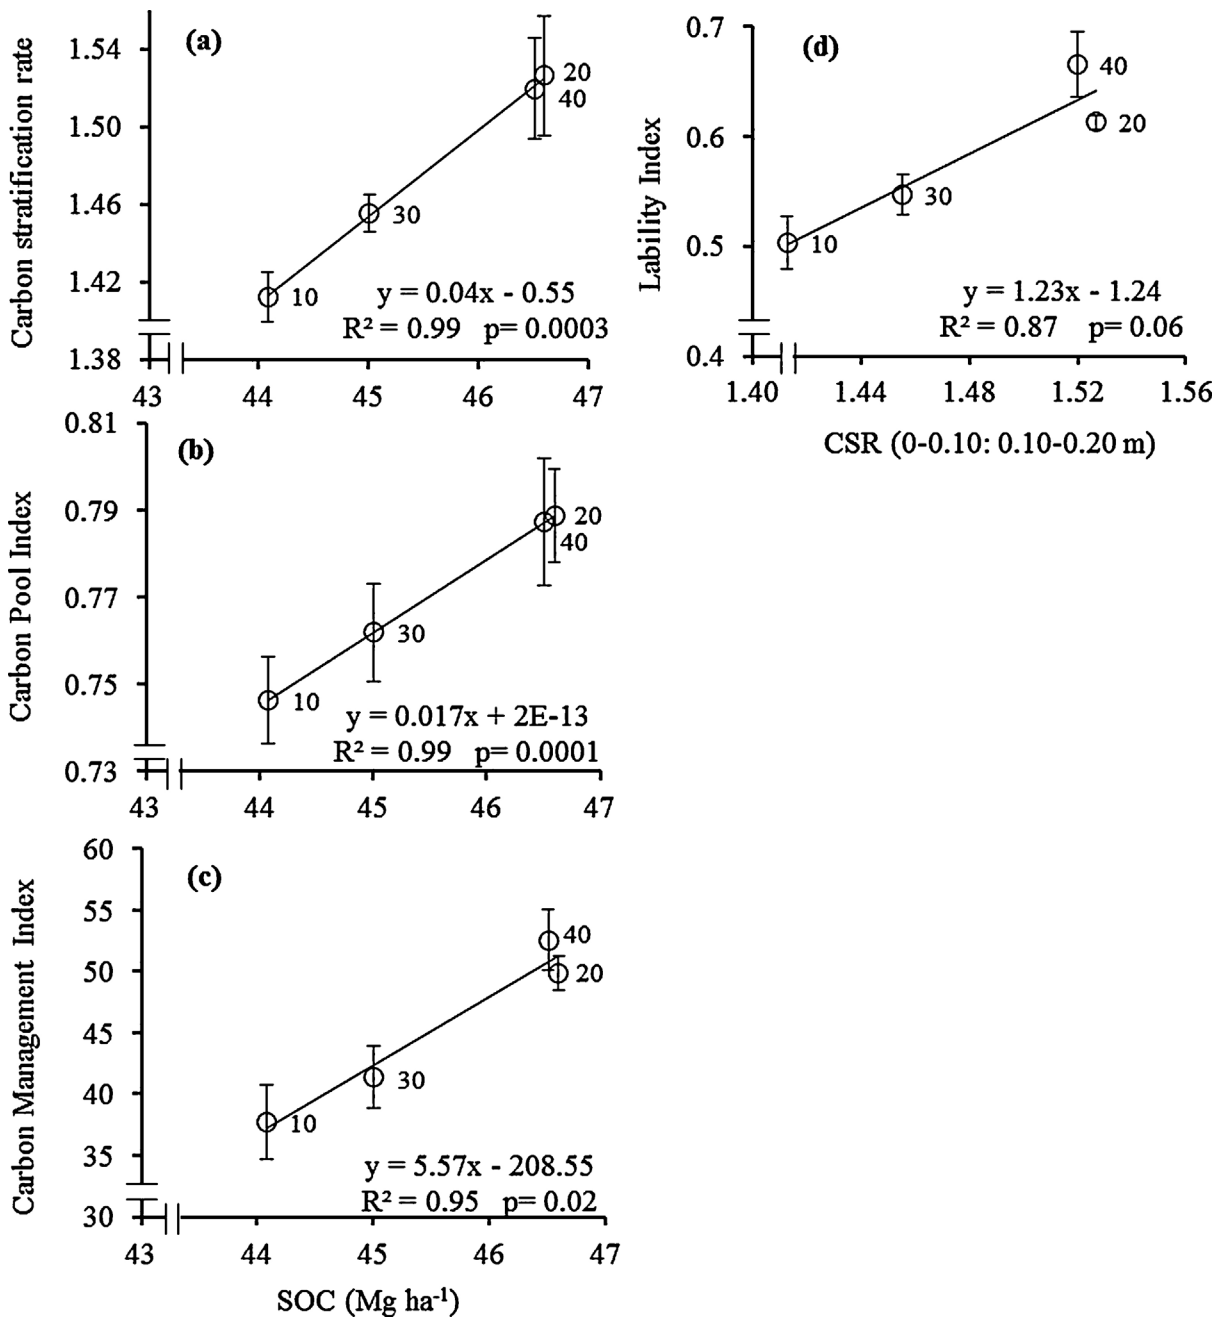 (a)
Carbon stratification rate
1.54
1.50
1.46
1.42
1.38
20
40
30
10
y = 0.04x - 0.55
R² = 0.99 p= 0.0003
43 44 45 46 47
(b)
Carbon Pool Index
0.81
0.79
0.77
0.75
0.73
20
40
30
10
y = 0.017x + 2E-13
R² = 0.99 p= 0.0001
43 44 45 46 47
(c)
Carbon Management Index
60
55
50
45
40
35
30
40
20
30
10
y = 5.57x - 208.55
R² = 0.95 p= 0.02
43 44 45 46 47
SOC (Mg ha⁻¹)
(d)
Lability Index
0.7
0.6
0.5
0.4
40
20
30
10
y = 1.23x - 1.24
R² = 0.87 p= 0.06
1.40 1.44 1.48 1.52 1.56
CSR (0-0.10: 0.10-0.20 m)